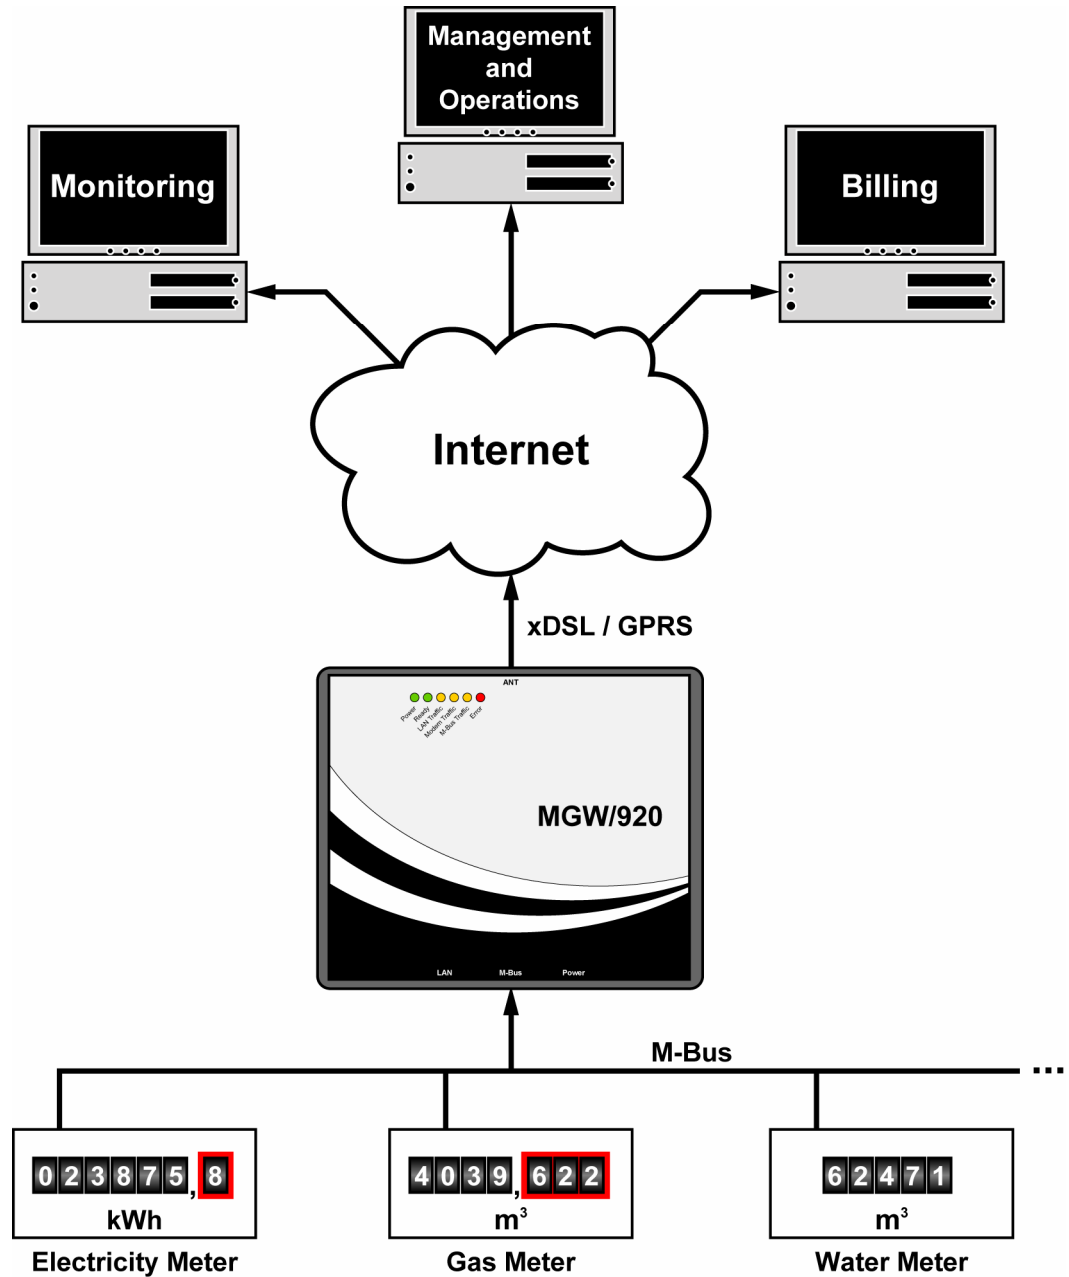 Management
and
Operations
Monitoring
Billing
Internet
xDSL / GPRS
ANT
Power
Ready
LAN Traffic
Modem Traffic
M-Bus Traffic
Error
MGW/920
LAN M-Bus Power
M-Bus
...
023875,8
kWh
Electricity Meter
4039,622
m³
Gas Meter
62471
m³
Water Meter